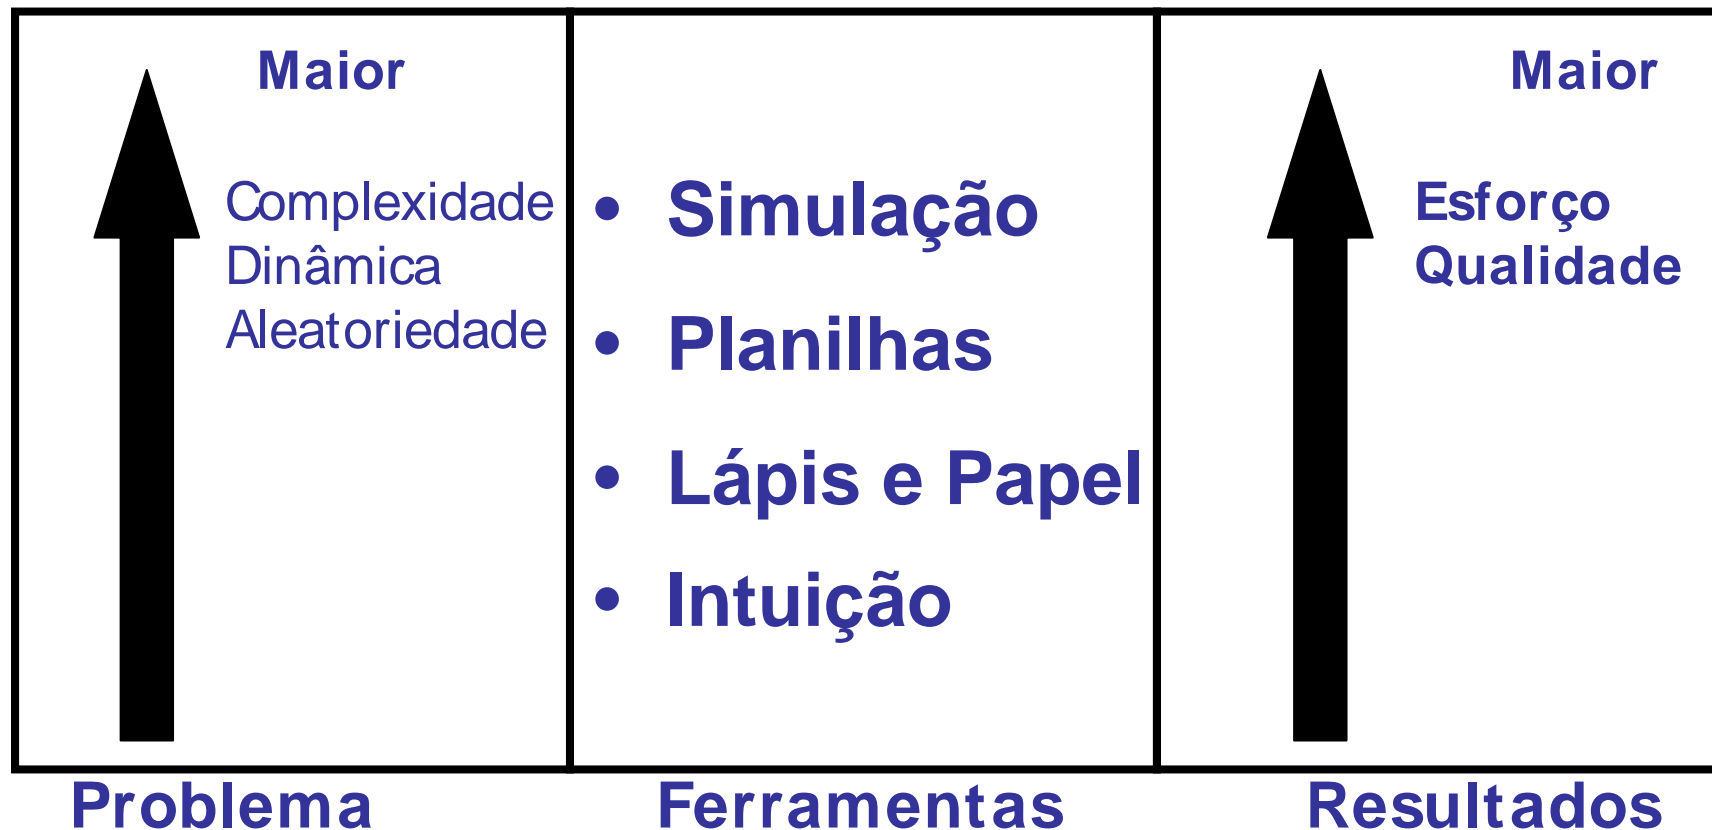 Maior
Complexidade
Dinâmica
Aleatoriedade
• Simulação
• Planilhas
• Lápis e Papel
• Intuição
Maior
Esforço
Qualidade
Problema
Ferramentas
Resultados